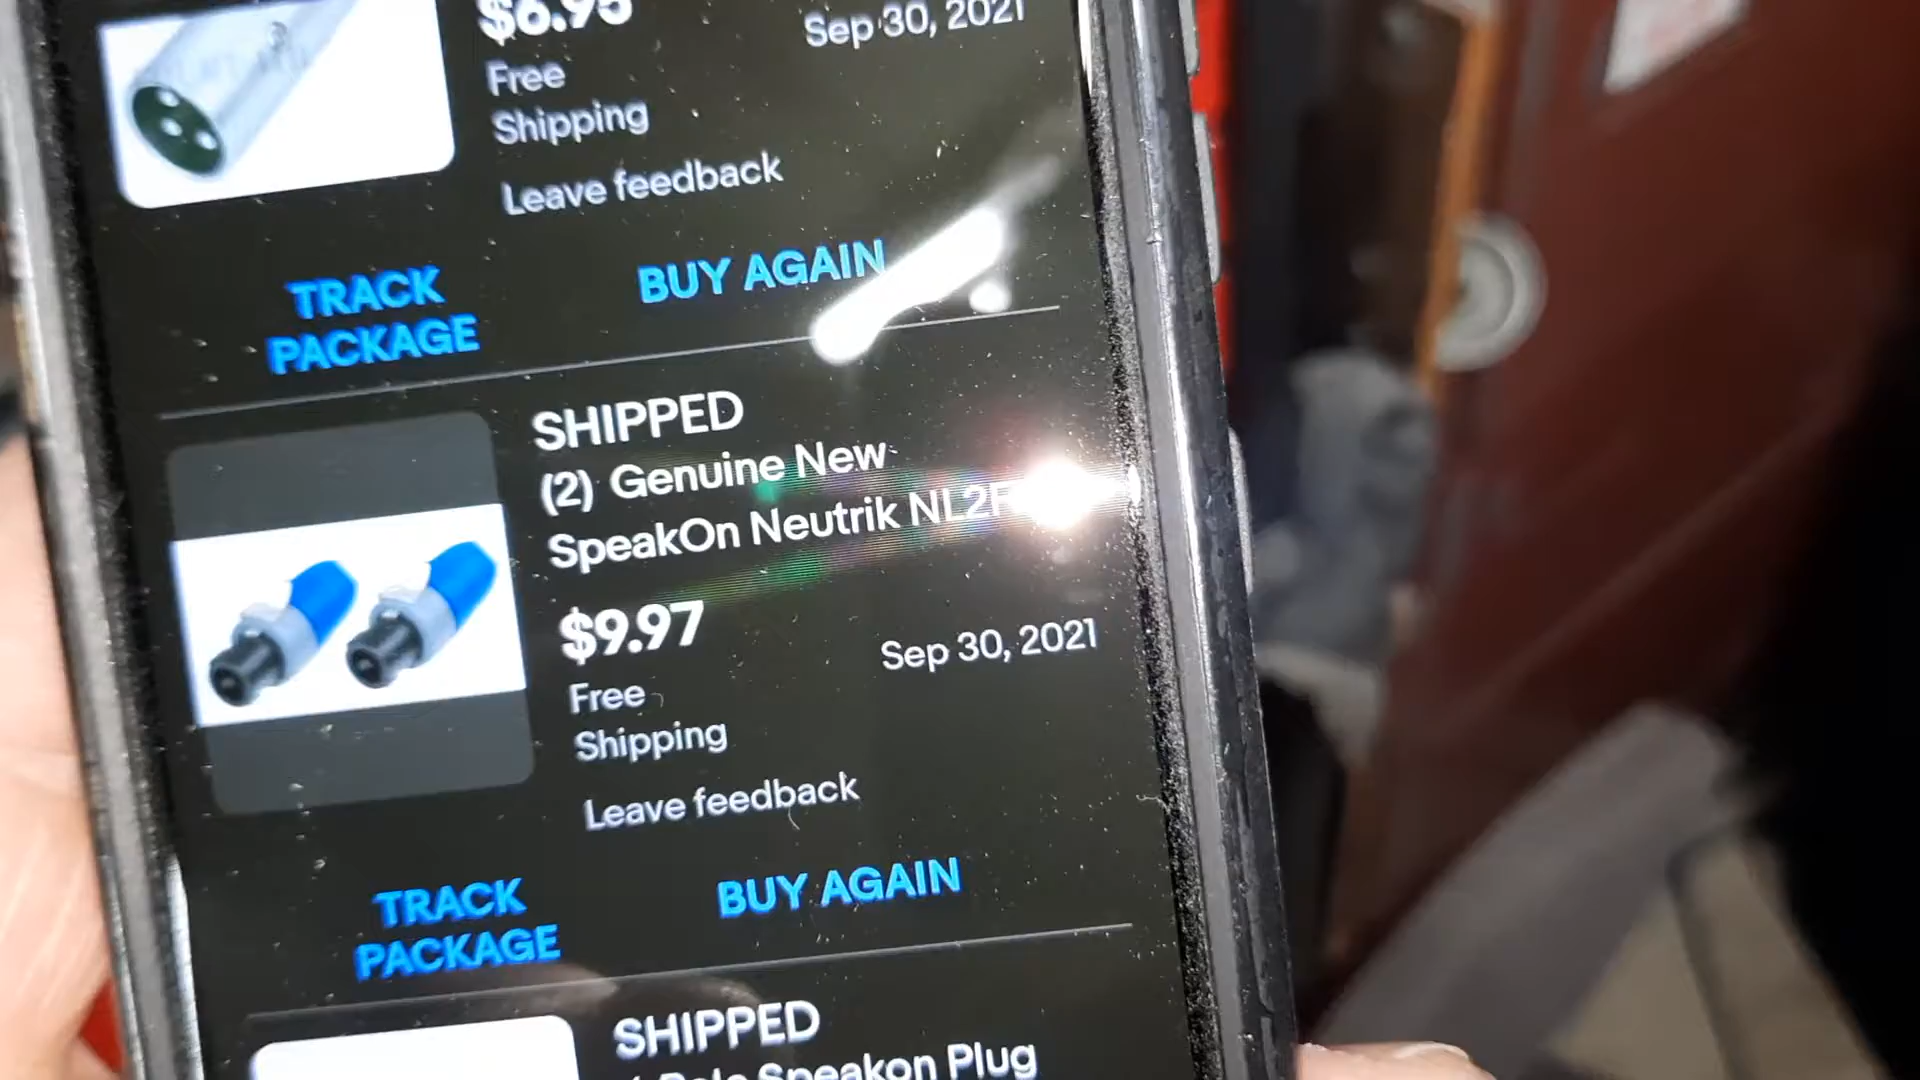 $6.95
Sep 30, 2021
Free
Shipping
Leave feedback
TRACK
PACKAGE
BUY AGAIN
SHIPPED
(2) Genuine New
SpeakOn Neutrik
$9.97
Sep 30, 2021
Free
Shipping
Leave feedback
TRACK
PACKAGE
BUY AGAIN
SHIPPED
Speakon Plug